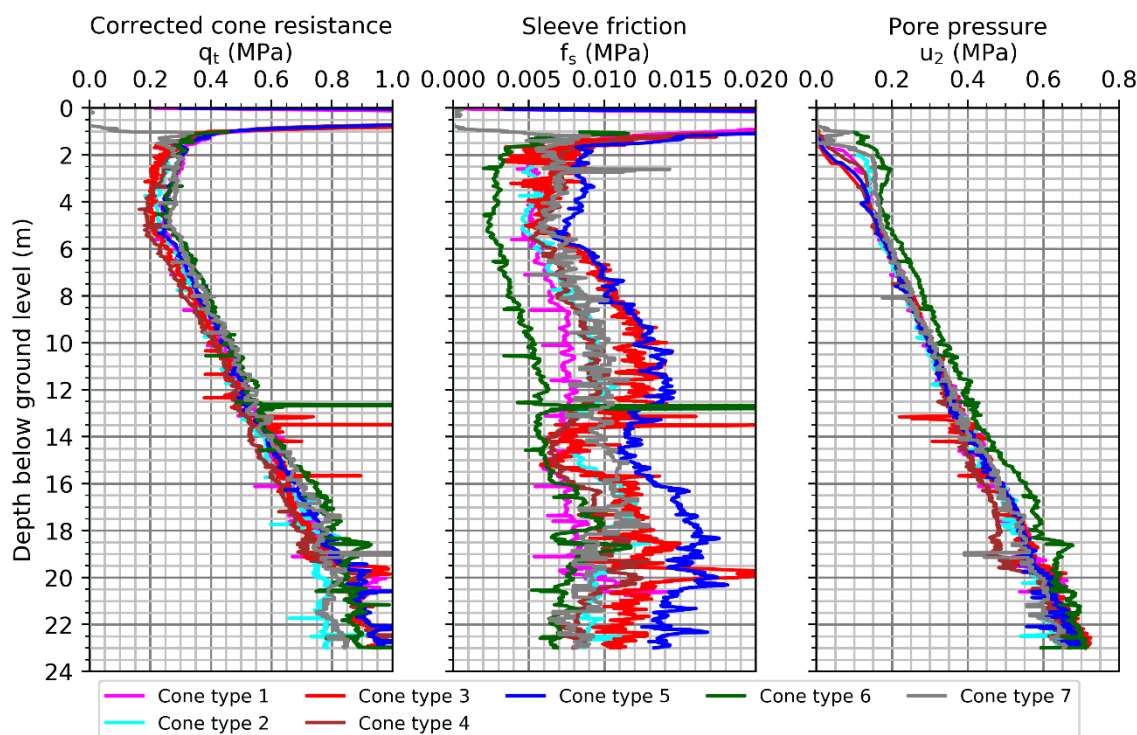 Corrected cone resistance
qₜ (MPa)
Sleeve friction
fₛ (MPa)
Pore pressure
u₂ (MPa)
0.0 0.2 0.4 0.6 0.8 1.0
0.0000 0.005 0.010 0.015 0.020
0.0 0.2 0.4 0.6 0.8
0
2
4
6
8
10
12
14
16
18
20
22
24
Depth below ground level (m)
Cone type 1 Cone type 3 Cone type 5 Cone type 6 Cone type 7
Cone type 2 Cone type 4